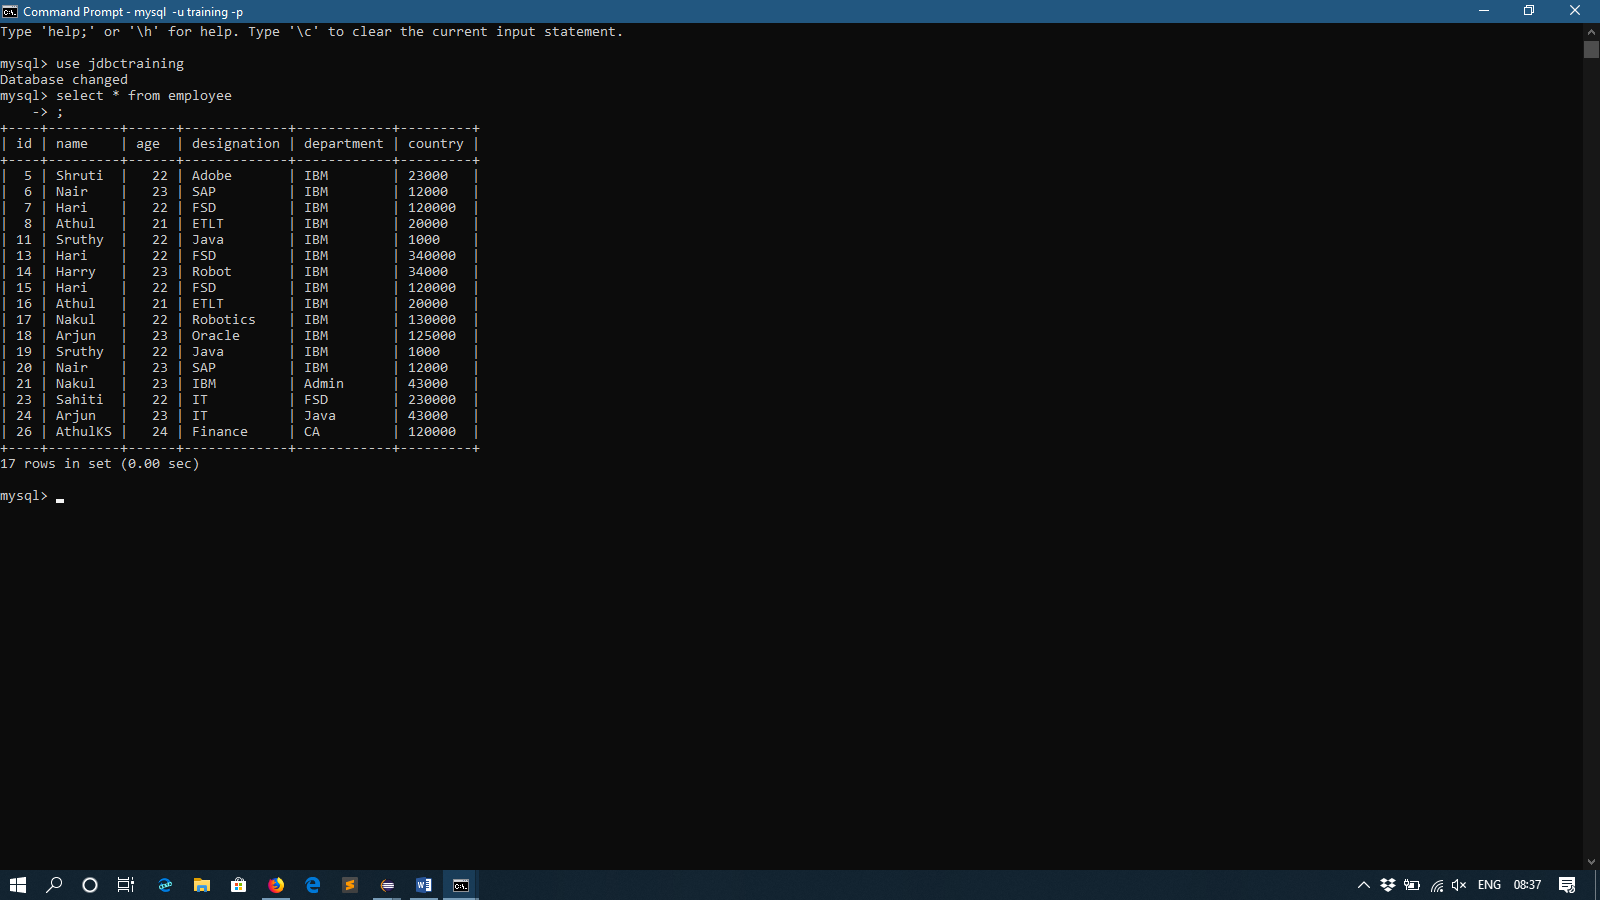 Command Prompt - mysql  -u training -p
Type 'help;' or '\h' for help. Type '\c' to clear the current input statement.
mysql> use jdbctraining
Database changed
mysql> select * from employee
    -> ;
+----+---------+------+-------------+------------+---------+
| id | name    | age  | designation | department | country |
+----+---------+------+-------------+------------+---------+
|  5 | Shruti  |   22 | Adobe       | IBM        | 23000   |
|  6 | Nair    |   23 | SAP         | IBM        | 12000   |
|  7 | Hari    |   22 | FSD         | IBM        | 120000  |
|  8 | Athul   |   21 | ETLT        | IBM        | 20000   |
| 11 | Sruthy  |   22 | Java        | IBM        | 1000    |
| 13 | Hari    |   22 | FSD         | IBM        | 340000  |
| 14 | Harry   |   23 | Robot       | IBM        | 34000   |
| 15 | Hari    |   22 | FSD         | IBM        | 120000  |
| 16 | Athul   |   21 | ETLT        | IBM        | 20000   |
| 17 | Nakul   |   22 | Robotics    | IBM        | 130000  |
| 18 | Arjun   |   23 | Oracle      | IBM        | 125000  |
| 19 | Sruthy  |   22 | Java        | IBM        | 1000    |
| 20 | Nair    |   23 | SAP         | IBM        | 12000   |
| 21 | Nakul   |   23 | IBM         | Admin      | 43000   |
| 23 | Sahiti  |   22 | IT          | FSD        | 230000  |
| 24 | Arjun   |   23 | IT          | Java       | 43000   |
| 26 | AthulKS |   24 | Finance     | CA         | 120000  |
+----+---------+------+-------------+------------+---------+
17 rows in set (0.00 sec)
mysql>
ENG 08:37